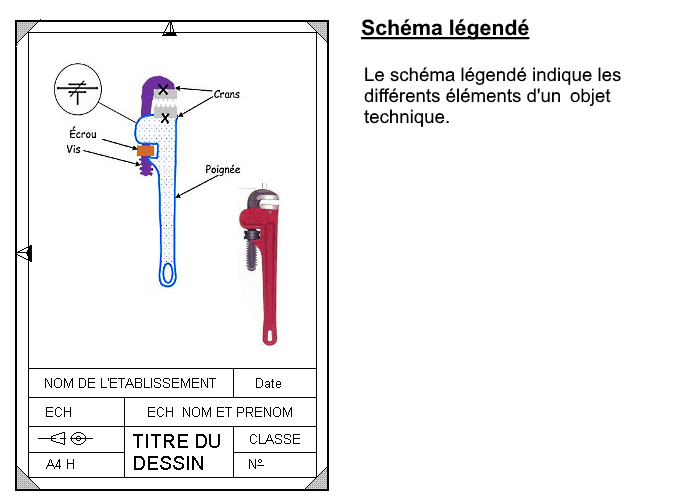 Schéma légendé
Le schéma légendé indique les
différents éléments d'un objet
technique.
Crans
Écrou
Vis
Poignée
NOM DE L'ETABLISSEMENT
Date
ECH
ECH NOM ET PRENOM
TITRE DU
DESSIN
CLASSE
A4 H
Nº